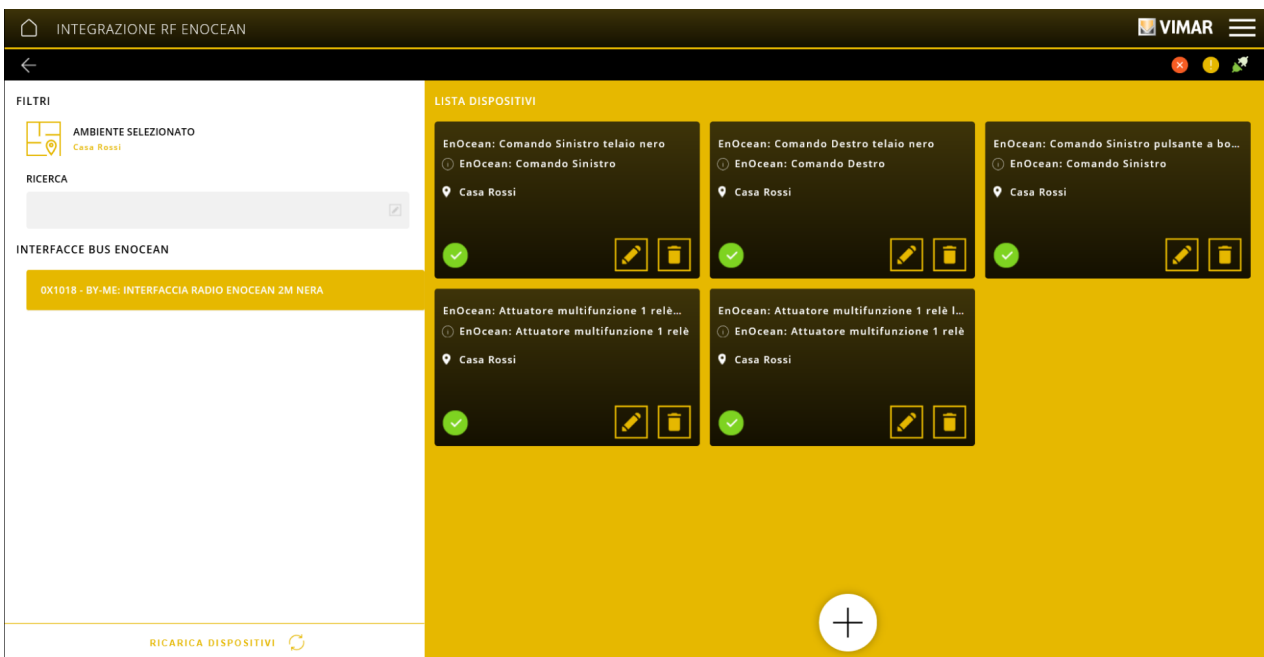 INTEGRAZIONE RF ENOCEAN
VIMAR
FILTRI
AMBIENTE SELEZIONATO
Casa Rossi
RICERCA
INTERFACCE BUS ENOCEAN
0X1018 - BY-ME: INTERFACCIA RADIO ENOCEAN 2M NERA
RICARICA DISPOSITIVI
LISTA DISPOSITIVI
EnOcean: Comando Sinistro telaio nero
EnOcean: Comando Sinistro
Casa Rossi
EnOcean: Comando Destro telaio nero
EnOcean: Comando Destro
Casa Rossi
EnOcean: Comando Sinistro pulsante a bo...
EnOcean: Comando Sinistro
Casa Rossi
EnOcean: Attuatore multifunzione 1 relè...
EnOcean: Attuatore multifunzione 1 relè
Casa Rossi
EnOcean: Attuatore multifunzione 1 relè l...
EnOcean: Attuatore multifunzione 1 relè
Casa Rossi